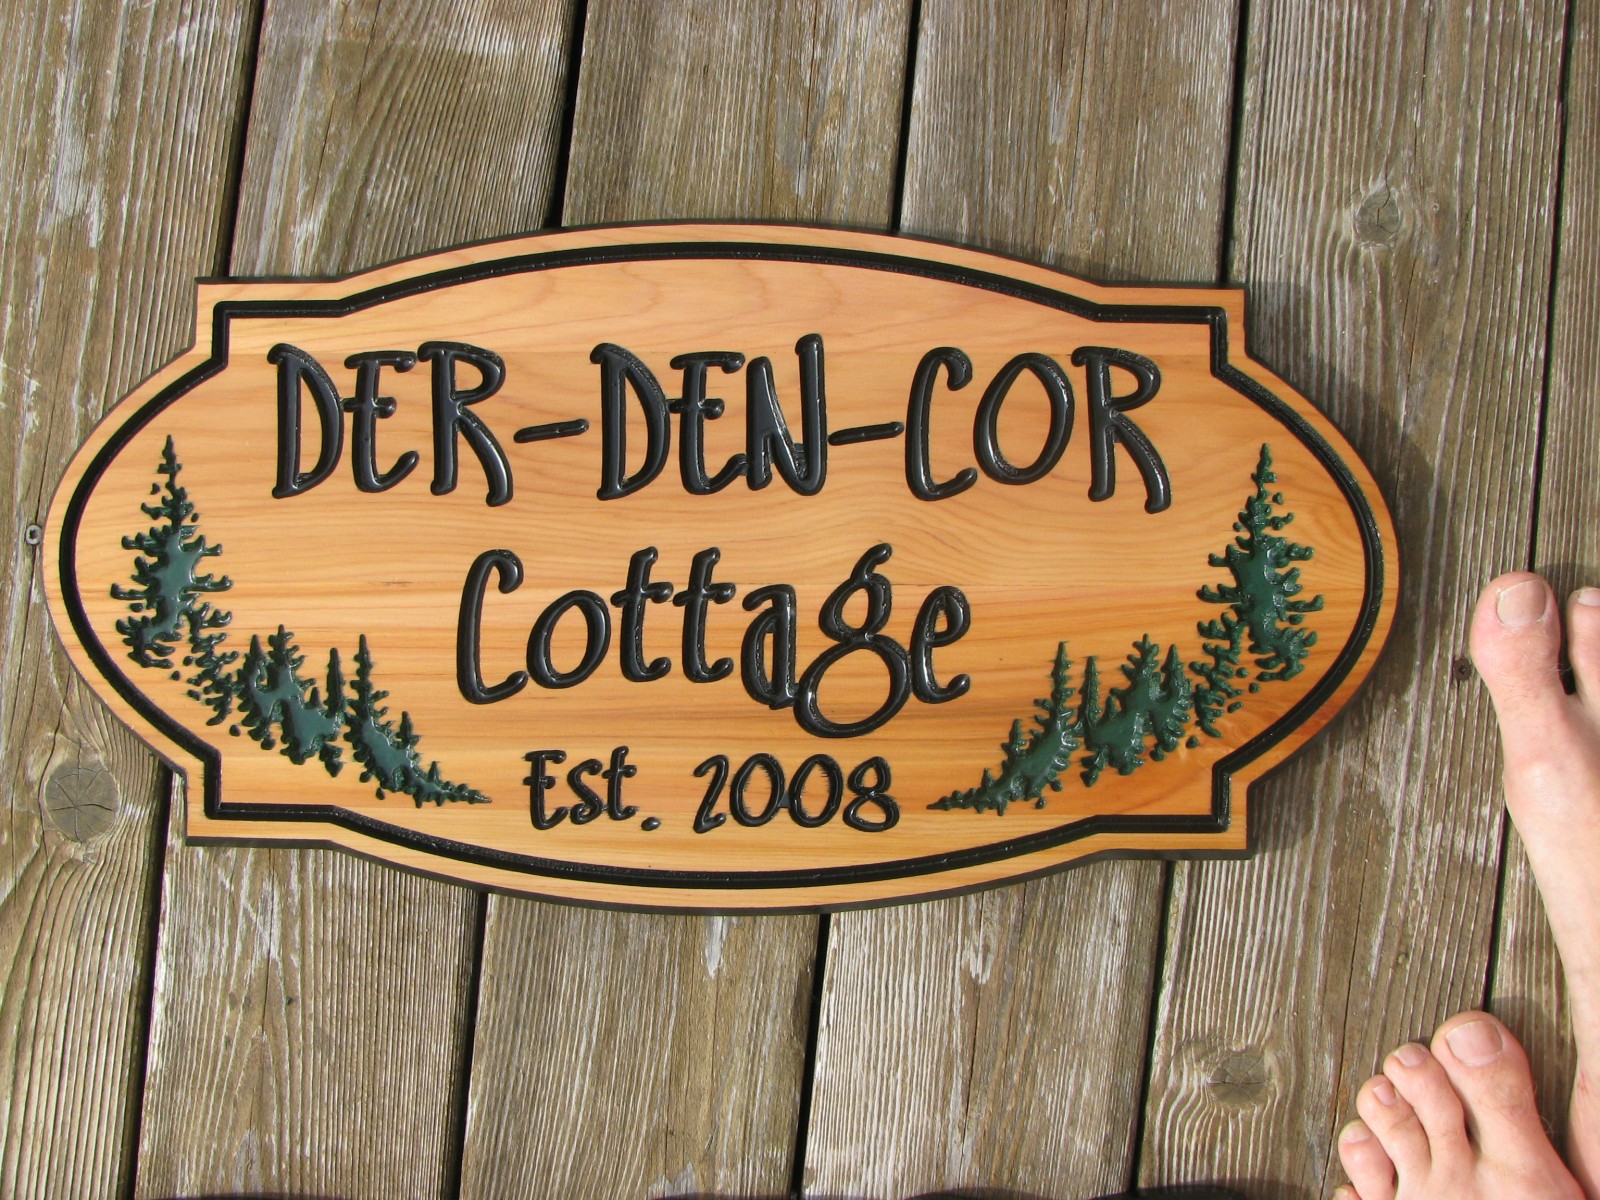 DER-DEN-COR
Cottage
Est. 2008